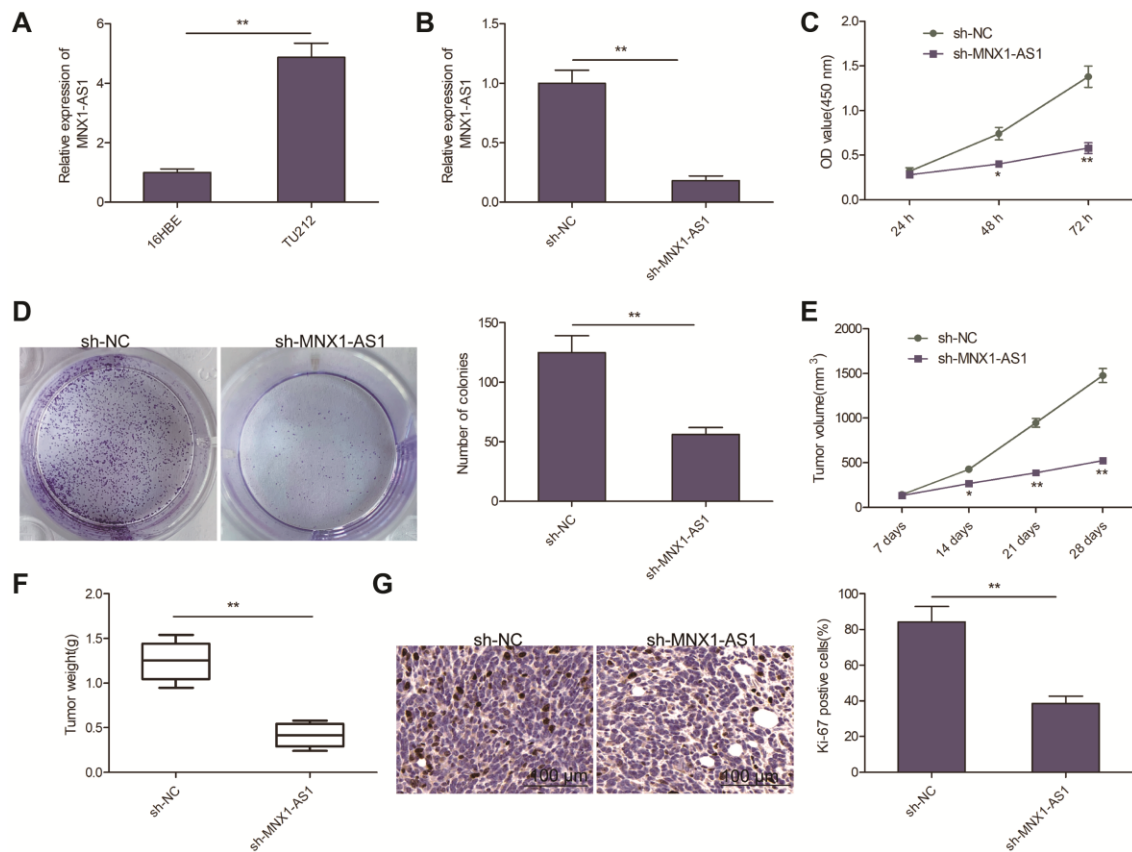 A
Relative expression of
MNX1-AS1
6
4
2
0
**
16HBE
TU212
B
Relative expression of
MNX1-AS1
1.5
1.0
0.5
0.0
**
sh-NC
sh-MNX1-AS1
C
sh-NC
sh-MNX1-AS1
OD value(450 nm)
2.0
1.5
1.0
0.5
0.0
*
**
24 h
48 h
72 h
D
sh-NC
sh-MNX1-AS1
Number of colonies
150
100
50
0
**
sh-NC
sh-MNX1-AS1
E
sh-NC
sh-MNX1-AS1
Tumor volume(mm³)
2000
1500
1000
500
0
*
**
**
7 days
14 days
21 days
28 days
F
Tumor weight(g)
2.0
1.5
1.0
0.5
0.0
**
sh-NC
sh-MNX1-AS1
G
sh-NC
sh-MNX1-AS1
100 µm
100 µm
Ki-67 postive cells(%)
100
80
60
40
20
0
**
sh-NC
sh-MNX1-AS1